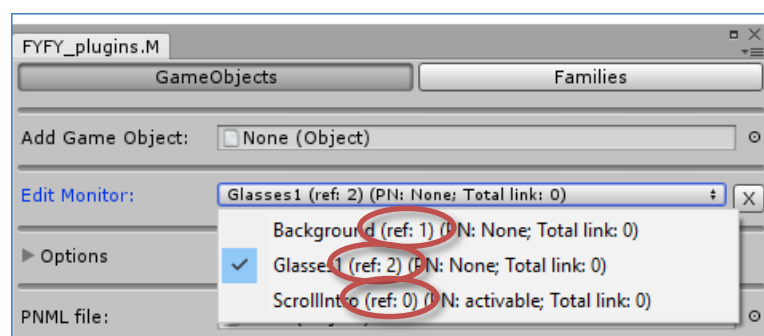 FYFY_plugins.M
GameObjects Families
Add Game Object: None (Object)
Edit Monitor: Glasses1 (ref: 2) (PN: None; Total link: 0) X
Background (ref: 1) (PN: None; Total link: 0)
Options Glasses1 (ref: 2) (PN: None; Total link: 0)
ScrollIntro (ref: 0) (PN: activable; Total link: 0)
PNML file: